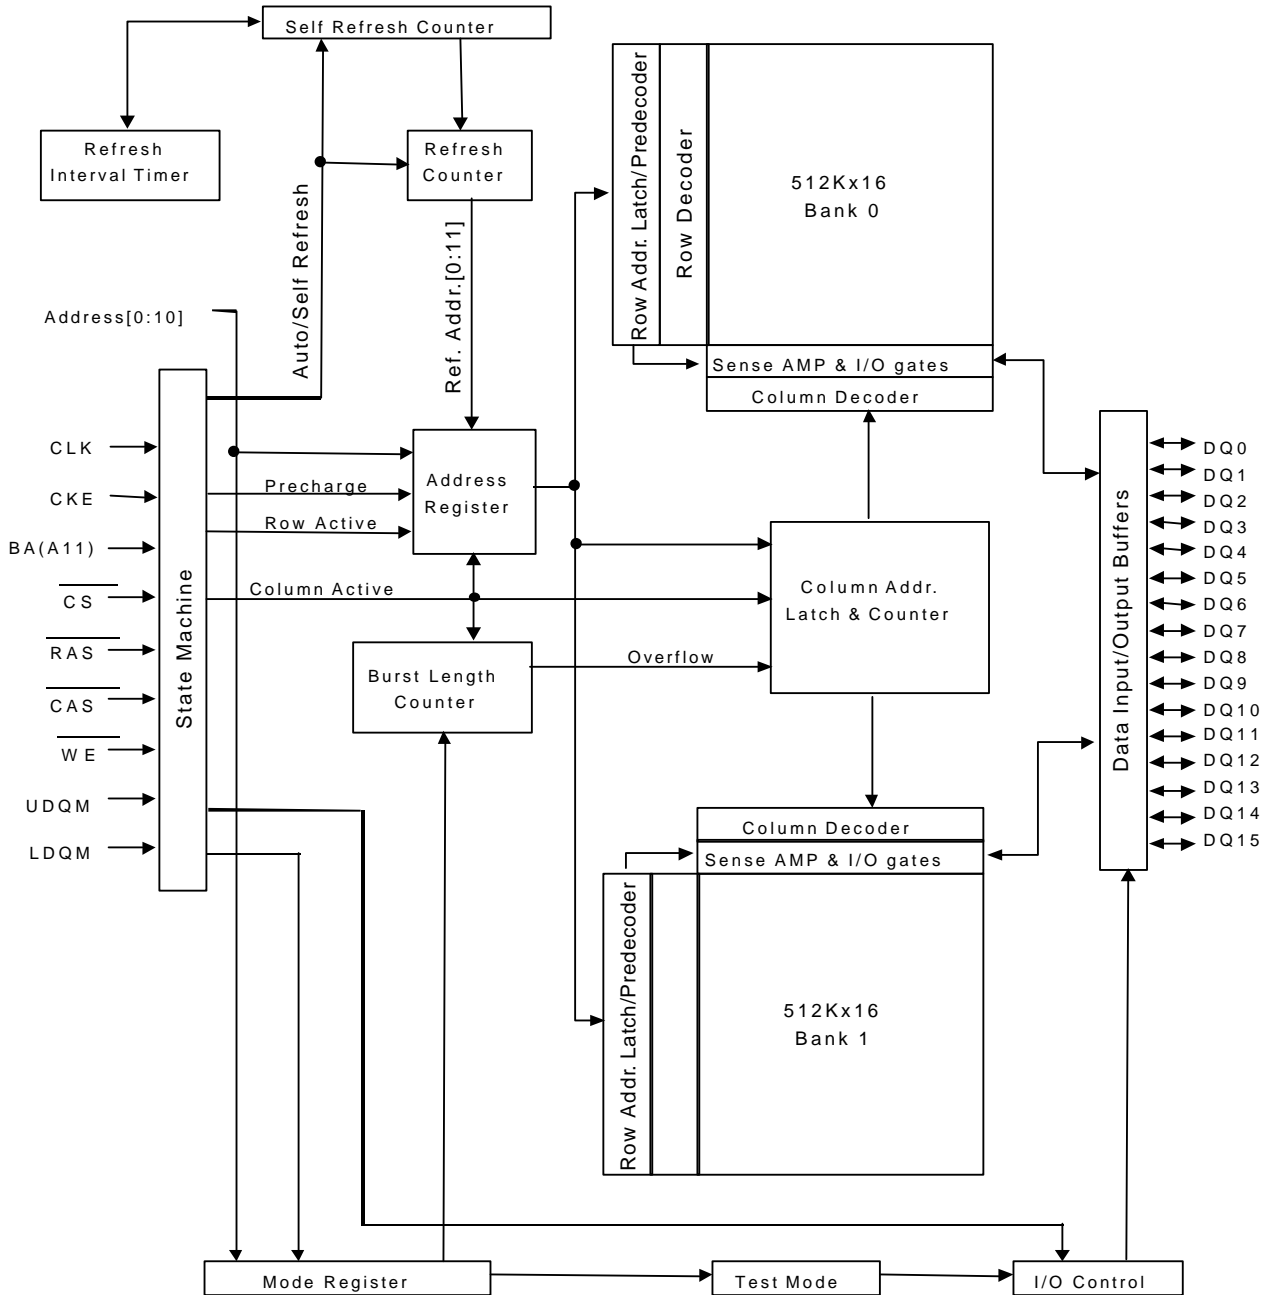 Self Refresh Counter
Refresh
Interval Timer
Refresh
Counter
Auto/Self Refresh
Ref. Addr.[0:11]
Row Addr. Latch/Predecoder
Row Decoder
512Kx16
Bank 0
Sense AMP & I/O gates
Column Decoder
Address[0:10]
CLK
CKE
BA(A11)
CS
RAS
CAS
WE
UDQM
LDQM
State Machine
Precharge
Row Active
Column Active
Address
Register
Burst Length
Counter
Overflow
Column Addr.
Latch & Counter
Data Input/Output Buffers
DQ0
DQ1
DQ2
DQ3
DQ4
DQ5
DQ6
DQ7
DQ8
DQ9
DQ10
DQ11
DQ12
DQ13
DQ14
DQ15
Column Decoder
Sense AMP & I/O gates
Row Addr. Latch/Predecoder
512Kx16
Bank 1
Mode Register
Test Mode
I/O Control